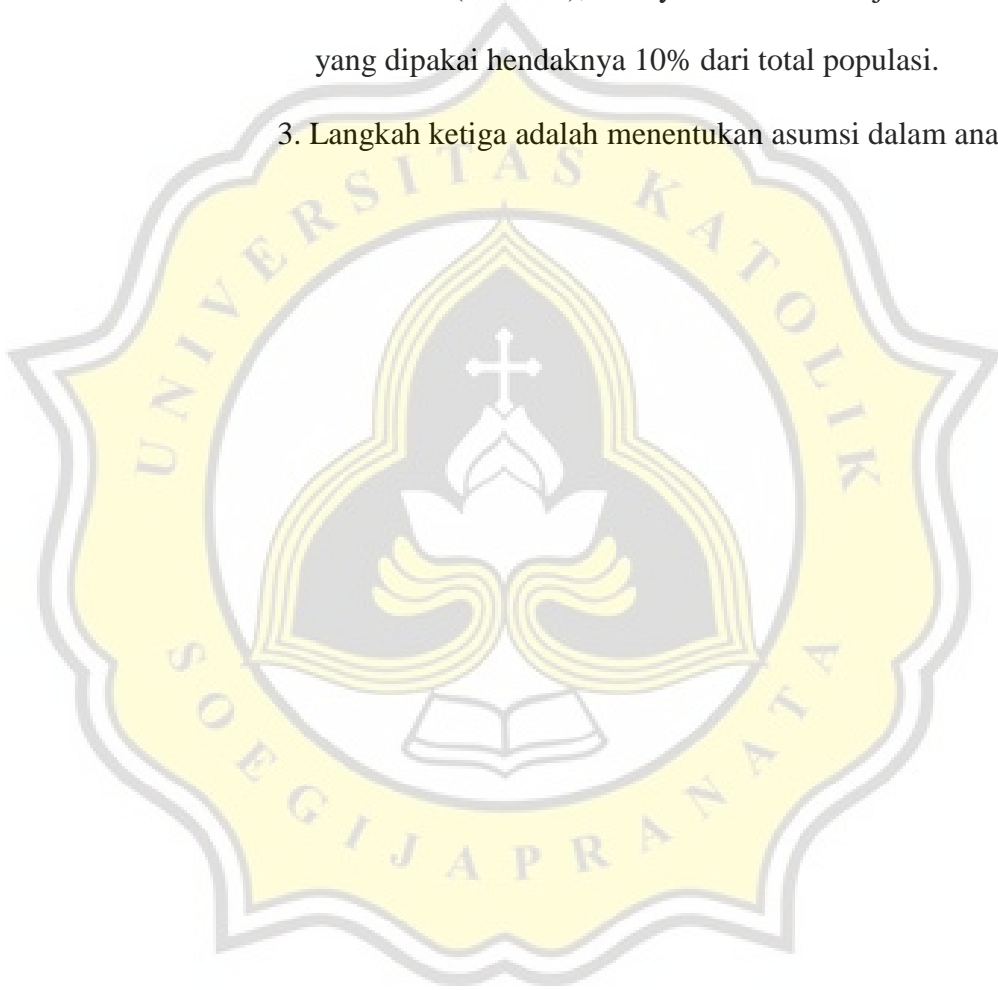 yang dipakai hendaknya 10% dari total populasi.
3. Langkah ketiga adalah menentukan asumsi dalam ana
UNIVERSITAS KATOLIK
SOEGIJAPRANATA